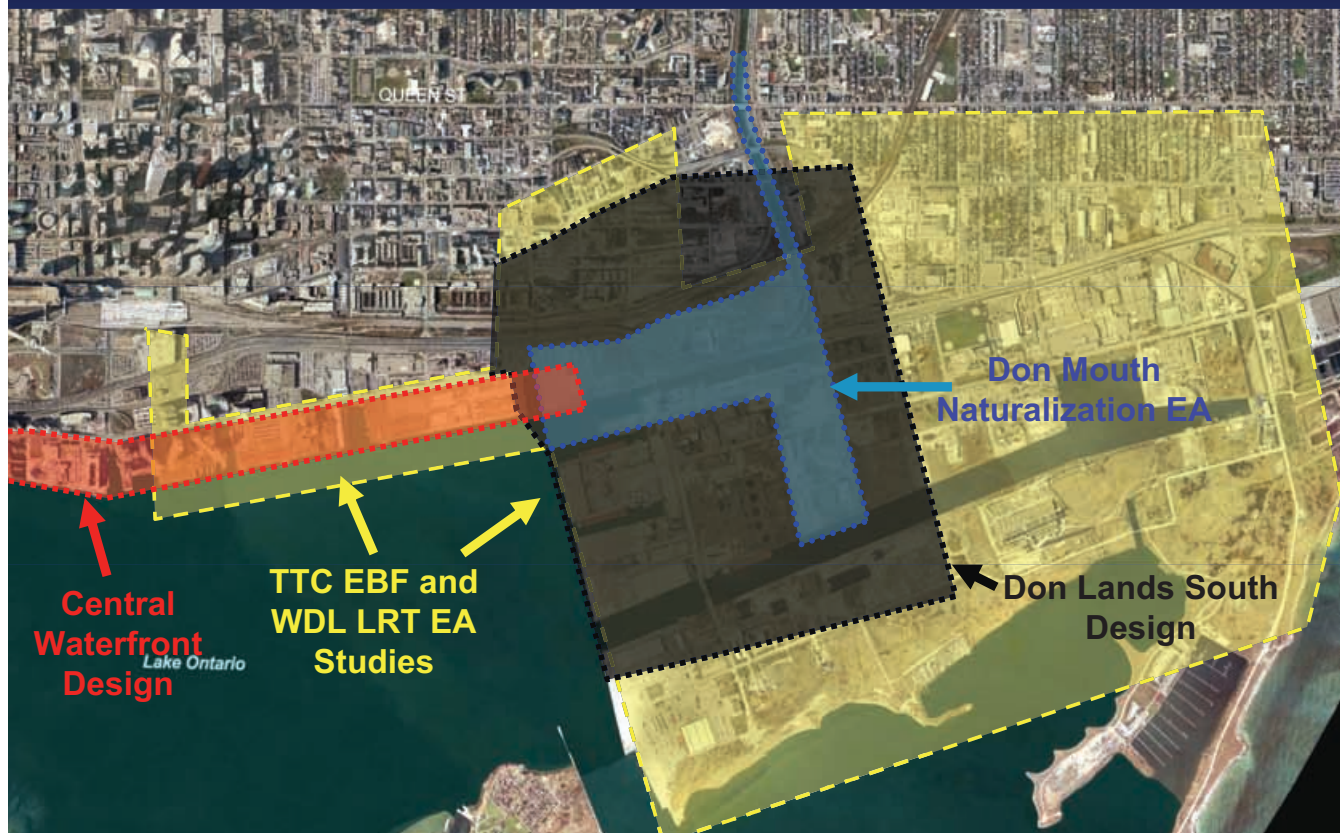 QUEEN ST
Don Mouth
Naturalization EA
TTC EBF and
WDL LRT EA
Studies
Don Lands South
Design
Central
Waterfront
Design
Lake Ontario